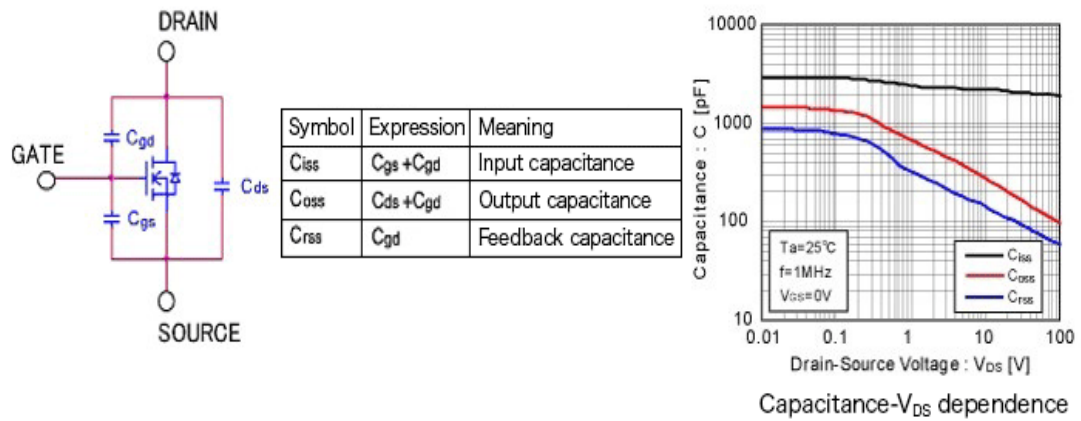 DRAIN
Cgd
GATE
Cds
Cgs
SOURCE
Symbol Expression Meaning
Ciss Cgs +Cgd Input capacitance
Coss Cds +Cgd Output capacitance
Crss Cgd Feedback capacitance
10000
1000
100
10
Capacitance : C [pF]
Ta=25℃
f=1MHz
VGS=0V
Ciss
Coss
Crss
0.01 0.1 1 10 100
Drain-Source Voltage : VDS [V]
Capacitance-VDS dependence